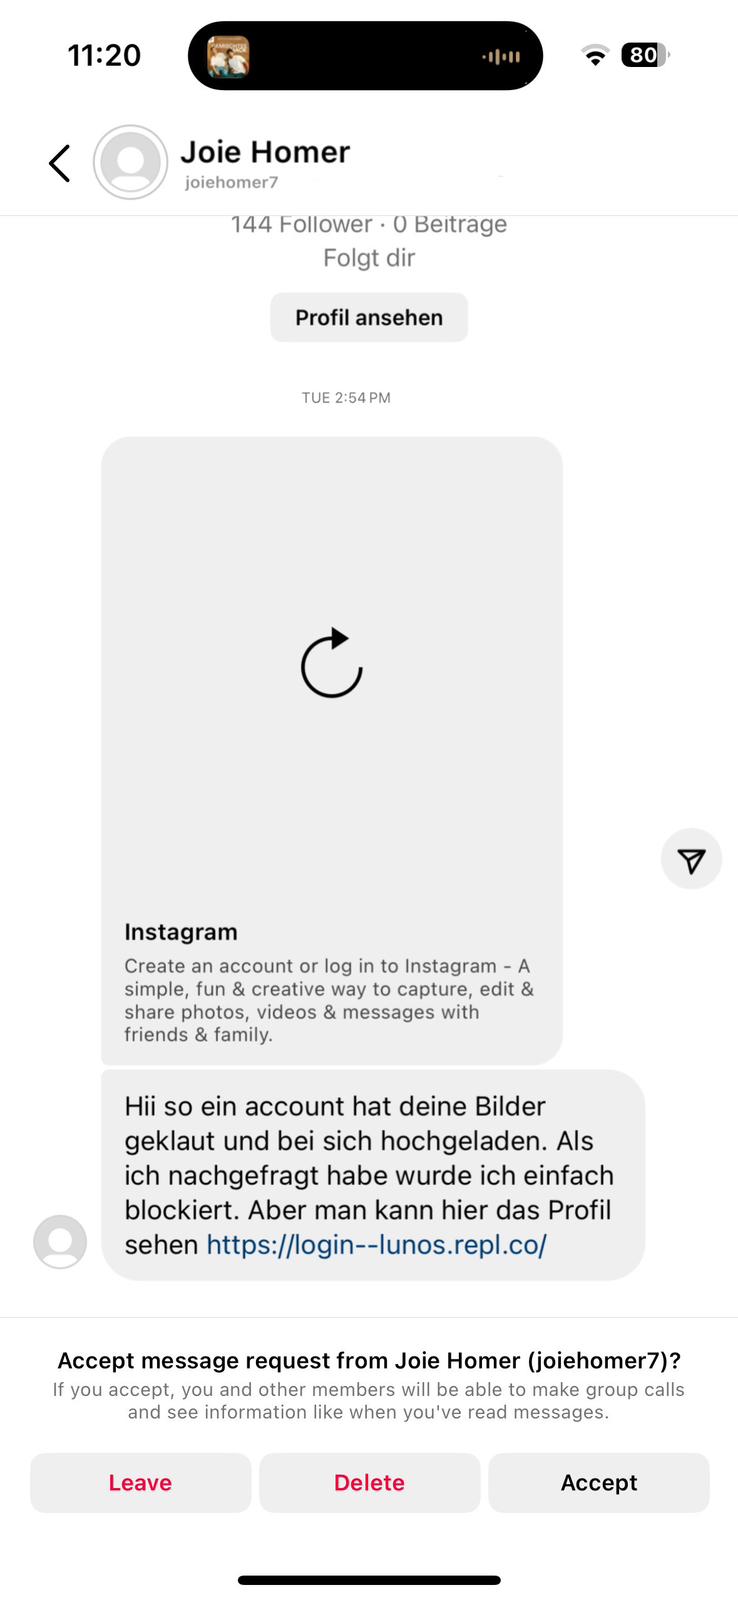 11:20
80
Joie Homer
joiehomer7
144 Follower · 0 Beiträge
Folgt dir
Profil ansehen
TUE 2:54 PM
Instagram
Create an account or log in to Instagram - A
simple, fun & creative way to capture, edit &
share photos, videos & messages with
friends & family.
Hii so ein account hat deine Bilder
geklaut und bei sich hochgeladen. Als
ich nachgefragt habe wurde ich einfach
blockiert. Aber man kann hier das Profil
sehen https://login--lunos.repl.co/
Accept message request from Joie Homer (joiehomer7)?
If you accept, you and other members will be able to make group calls
and see information like when you've read messages.
Leave
Delete
Accept